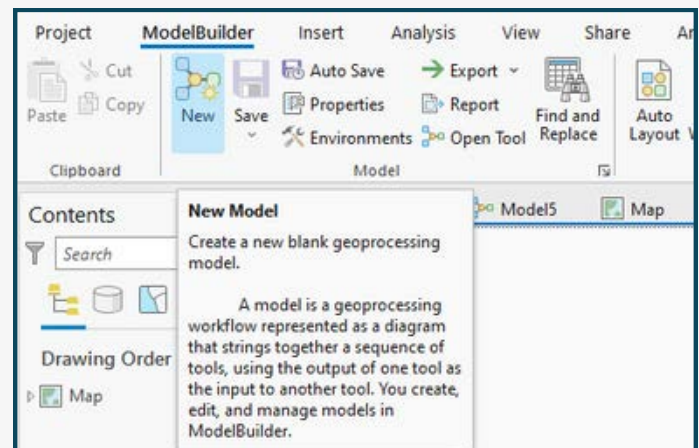 Project ModelBuilder Insert Analysis View Share
Cut
Copy
Paste
Clipboard
New
Save
Auto Save
Properties
Environments
Export
Report
Open Tool
Find and
Replace
Model
Auto
Layout
Contents
Search
Drawing Order
Map
New Model
Create a new blank geoprocessing
model.
A model is a geoprocessing
workflow represented as a diagram
that strings together a sequence of
tools, using the output of one tool as
the input to another tool. You create,
edit, and manage models in
ModelBuilder.
Model5
Map